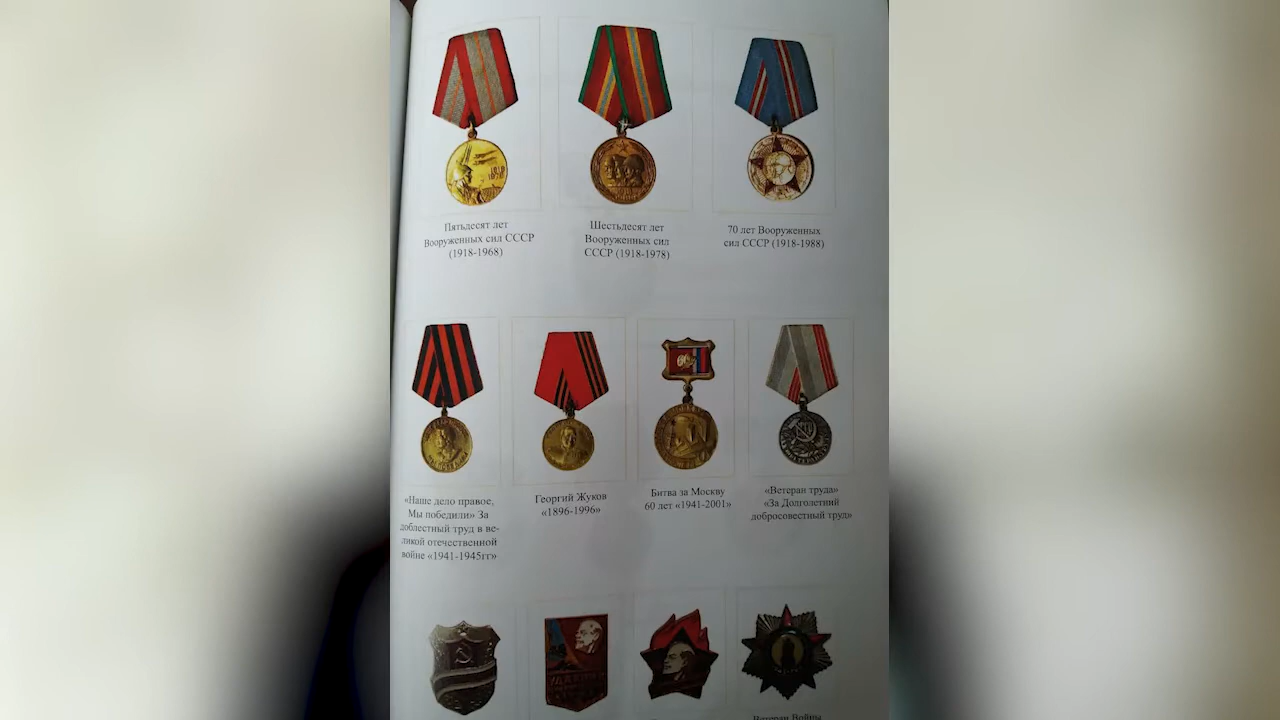 Пятьдесят лет
Вооруженных сил СССР
(1918-1968)
Шестьдесят лет
Вооруженных сил
СССР (1918-1978)
70 лет Вооруженных
сил СССР (1918-1988)
«Наше дело правое,
Мы победили» За
доблестный труд в ве-
ликой отечественной
войне «1941-1945гг»
Георгий Жуков
«1896-1996»
Битва за Москву
60 лет «1941-2001»
«Ветеран труда»
«За Долголетний
добросовестный труд»
Ветеран Войны